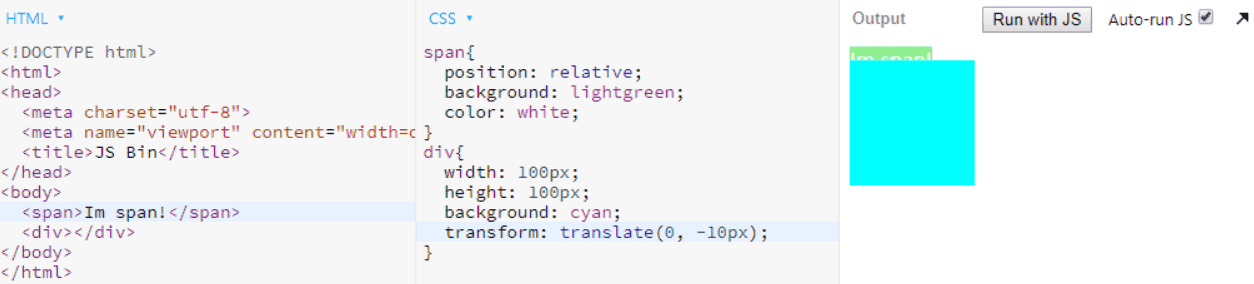 HTML ▾
<!DOCTYPE html>
<html>
<head>
<meta charset="utf-8">
<meta name="viewport" content="width=d
<title>JS Bin</title>
</head>
<body>
<span>Im span!</span>
<div></div>
</body>
</html>
CSS ▾
span{
position: relative;
background: lightgreen;
color: white;
}
div{
width: 100px;
height: 100px;
background: cyan;
transform: translate(0, -10px);
}
Output
Run with JS
Auto-run JS
Im span!